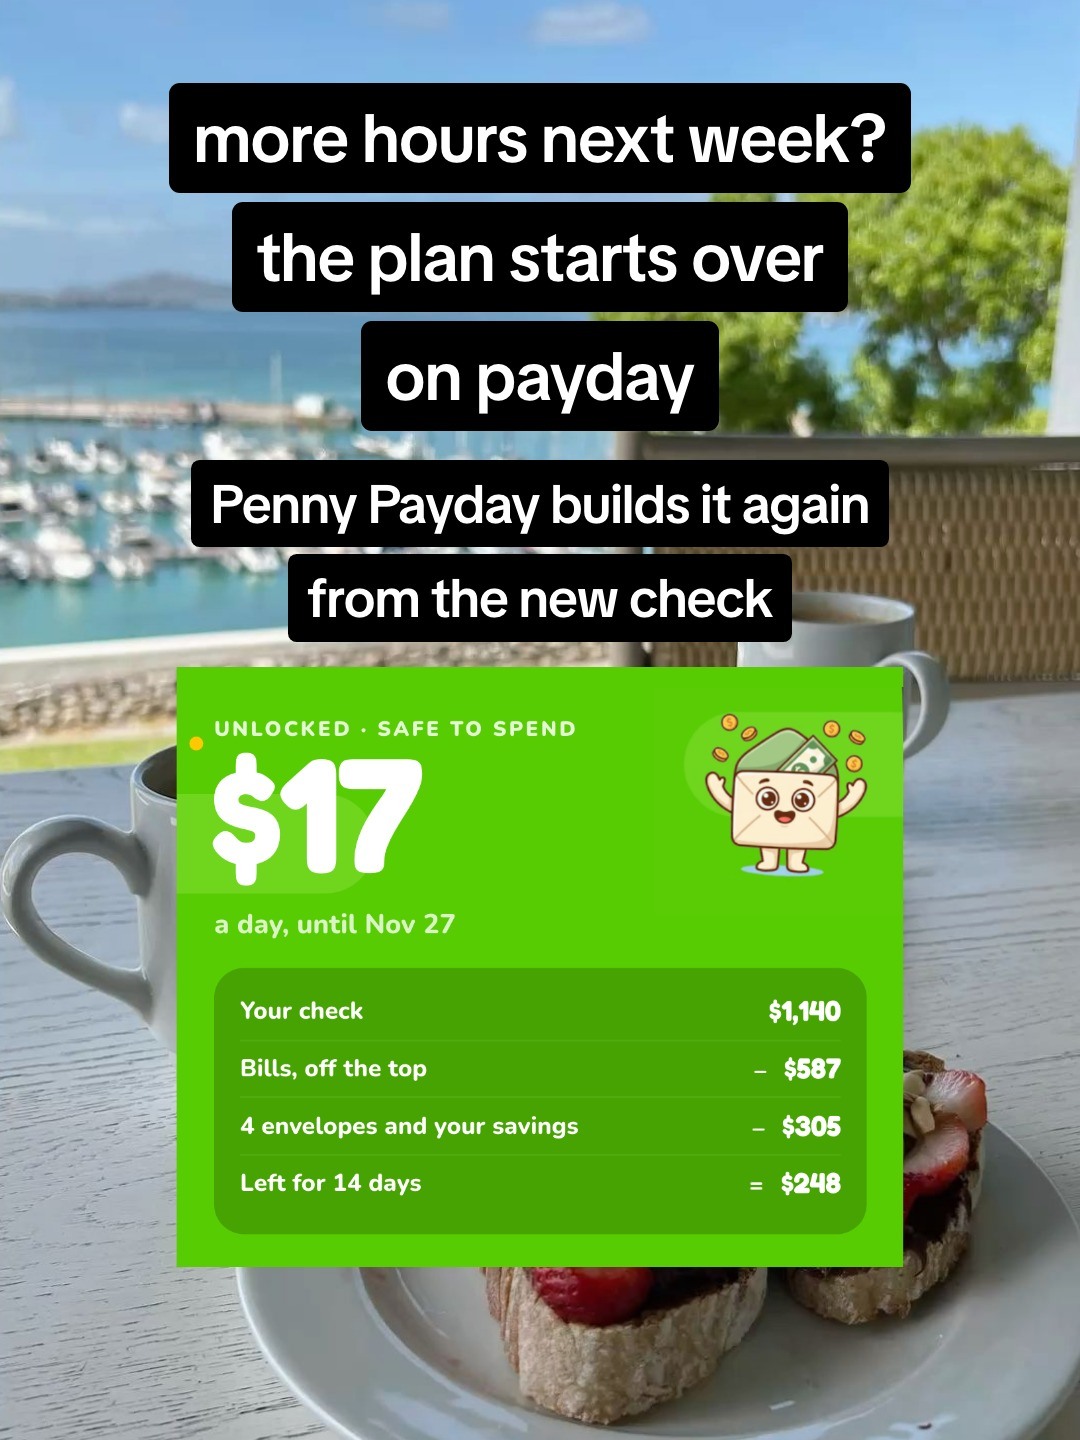 more hours next week?
the plan starts over
on payday
Penny Payday builds it again
from the new check
UNLOCKED · SAFE TO SPEND
$17
a day, until Nov 27
Your check $1,140
Bills, off the top – $587
4 envelopes and your savings – $305
Left for 14 days = $248